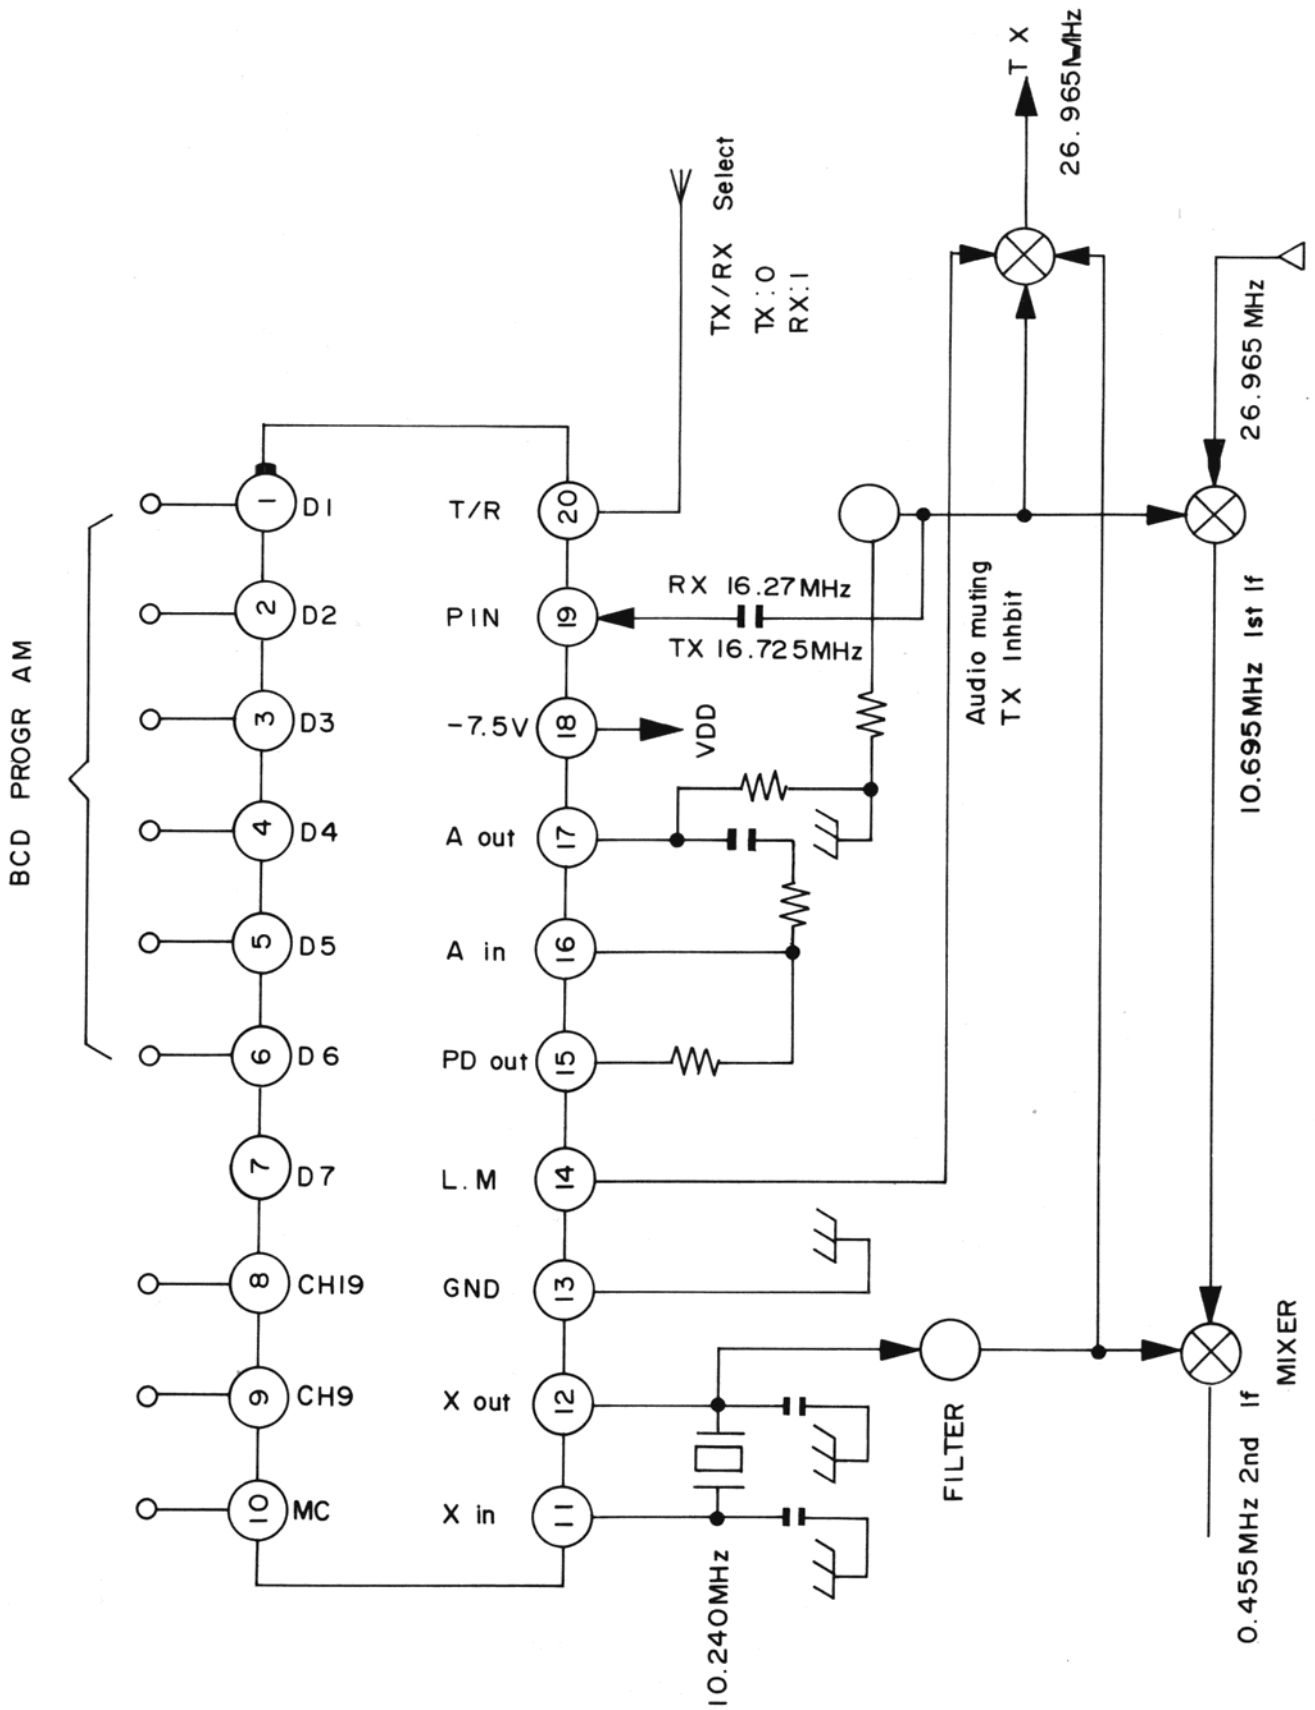 BCD PROGR AM
1 D1
2 D2
3 D3
4 D4
5 D5
6 D6
7 D7
8 CH19
9 CH9
10 MC
T/R 20
PIN 19
-7.5V 18
A out 17
A in 16
PD out 15
L.M 14
GND 13
X out 12
X in 11
TX/RX Select
TX:0
RX:1
RX 16.27MHz
TX 16.725MHz
VDD
10.240MHz
FILTER
Audio muting
TX Inhbit
TX
26.965MHz
26.965 MHz
10.695MHz 1st If
0.455MHz 2nd If
MIXER